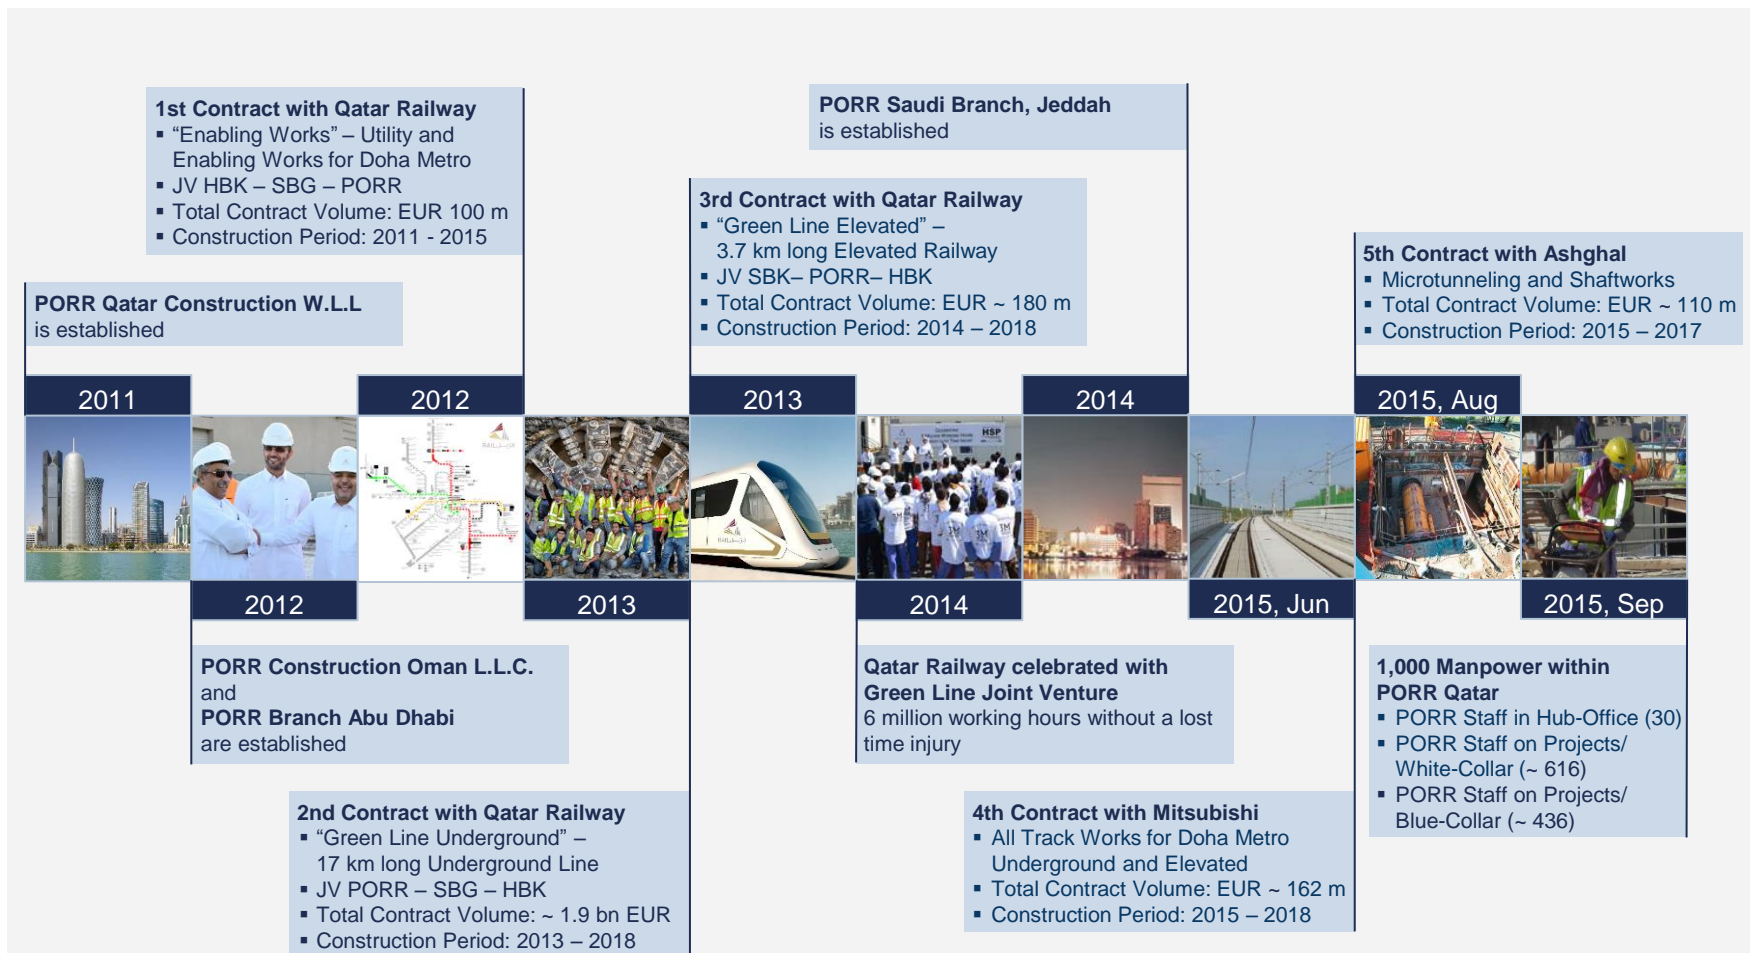 1st Contract with Qatar Railway
▪ “Enabling Works” – Utility and
Enabling Works for Doha Metro
▪ JV HBK – SBG – PORR
▪ Total Contract Volume: EUR 100 m
▪ Construction Period: 2011 - 2015
PORR Saudi Branch, Jeddah
is established
3rd Contract with Qatar Railway
▪ “Green Line Elevated” –
3.7 km long Elevated Railway
▪ JV SBK– PORR– HBK
▪ Total Contract Volume: EUR ~ 180 m
▪ Construction Period: 2014 – 2018
5th Contract with Ashghal
▪ Microtunneling and Shaftworks
▪ Total Contract Volume: EUR ~ 110 m
▪ Construction Period: 2015 – 2017
PORR Qatar Construction W.L.L
is established
2011
2012
2013
2014
2015, Aug
HSP
2012
2013
2014
2015, Jun
2015, Sep
PORR Construction Oman L.L.C.
and
PORR Branch Abu Dhabi
are established
Qatar Railway celebrated with
Green Line Joint Venture
6 million working hours without a lost
time injury
1,000 Manpower within
PORR Qatar
▪ PORR Staff in Hub-Office (30)
▪ PORR Staff on Projects/
White-Collar (~ 616)
▪ PORR Staff on Projects/
Blue-Collar (~ 436)
2nd Contract with Qatar Railway
▪ “Green Line Underground” –
17 km long Underground Line
▪ JV PORR – SBG – HBK
▪ Total Contract Volume: ~ 1.9 bn EUR
▪ Construction Period: 2013 – 2018
4th Contract with Mitsubishi
▪ All Track Works for Doha Metro
Underground and Elevated
▪ Total Contract Volume: EUR ~ 162 m
▪ Construction Period: 2015 – 2018